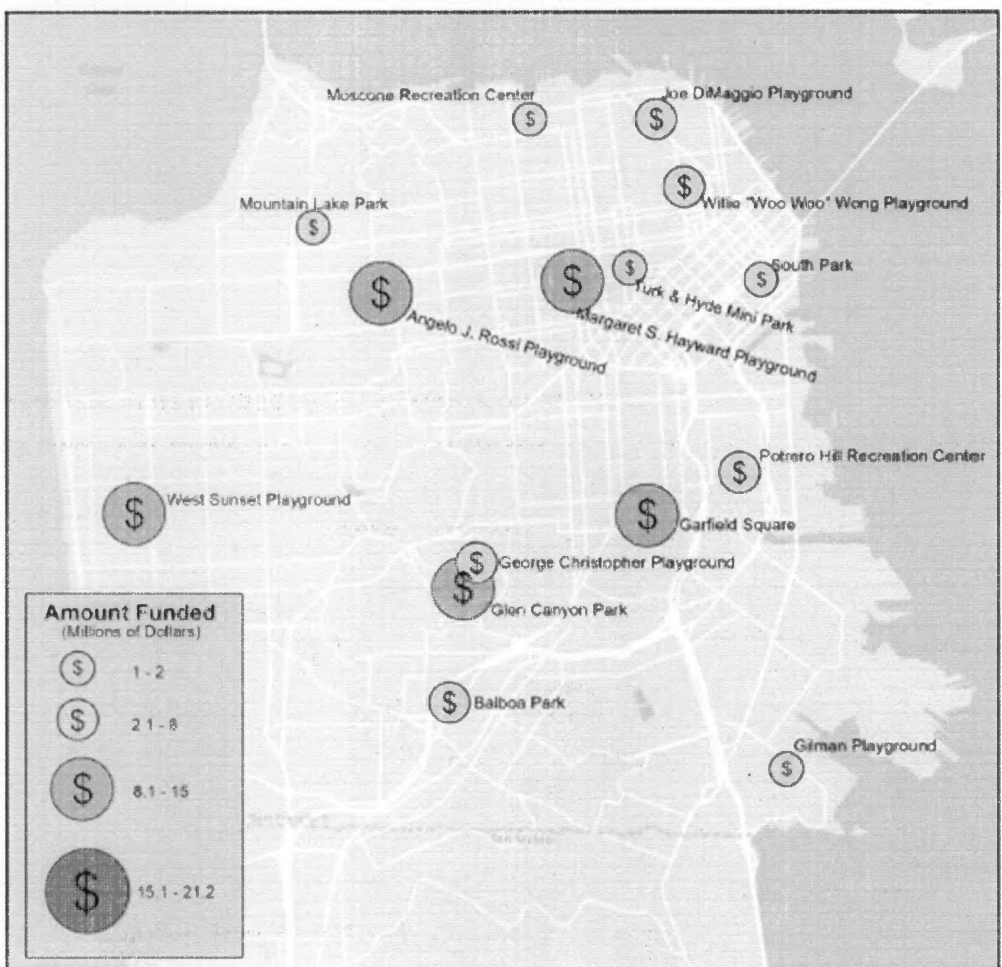 Moscone Recreation Center
$
Joe DiMaggio Playground
$
Mountain Lake Park
$
$
Willie "Woo Woo" Wong Playground
$
Angelo J. Rossi Playground
$
Margaret S. Hayward Playground
$
Turk & Hyde Mini Park
$
South Park
$
Potrero Hill Recreation Center
$
West Sunset Playground
$
Garfield Square
$
George Christopher Playground
$
Glen Canyon Park
$
Balboa Park
Gilman Playground
$
Amount Funded
(Millions of Dollars)
$ 1 - 2
$ 2.1 - 8
$ 8.1 - 15
$ 15.1 - 21.2